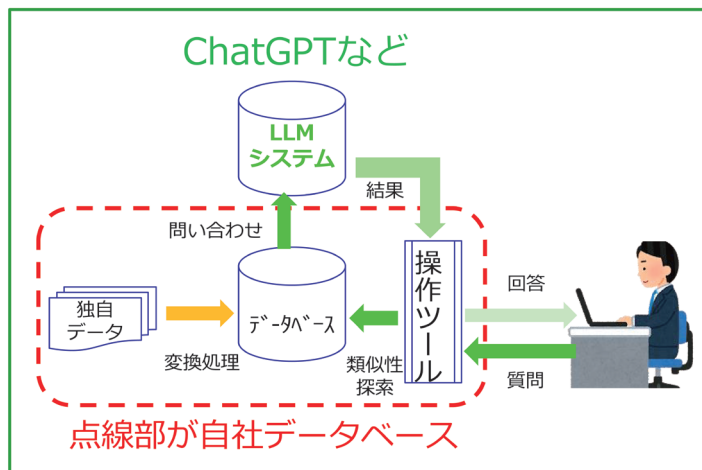 ChatGPTなど
LLM
システム
結果
問い合わせ
独自
データ
変換処理
ﾃﾞｰﾀﾍﾞｰｽ
類似性
探索
操作ツール
回答
質問
点線部が自社データベース